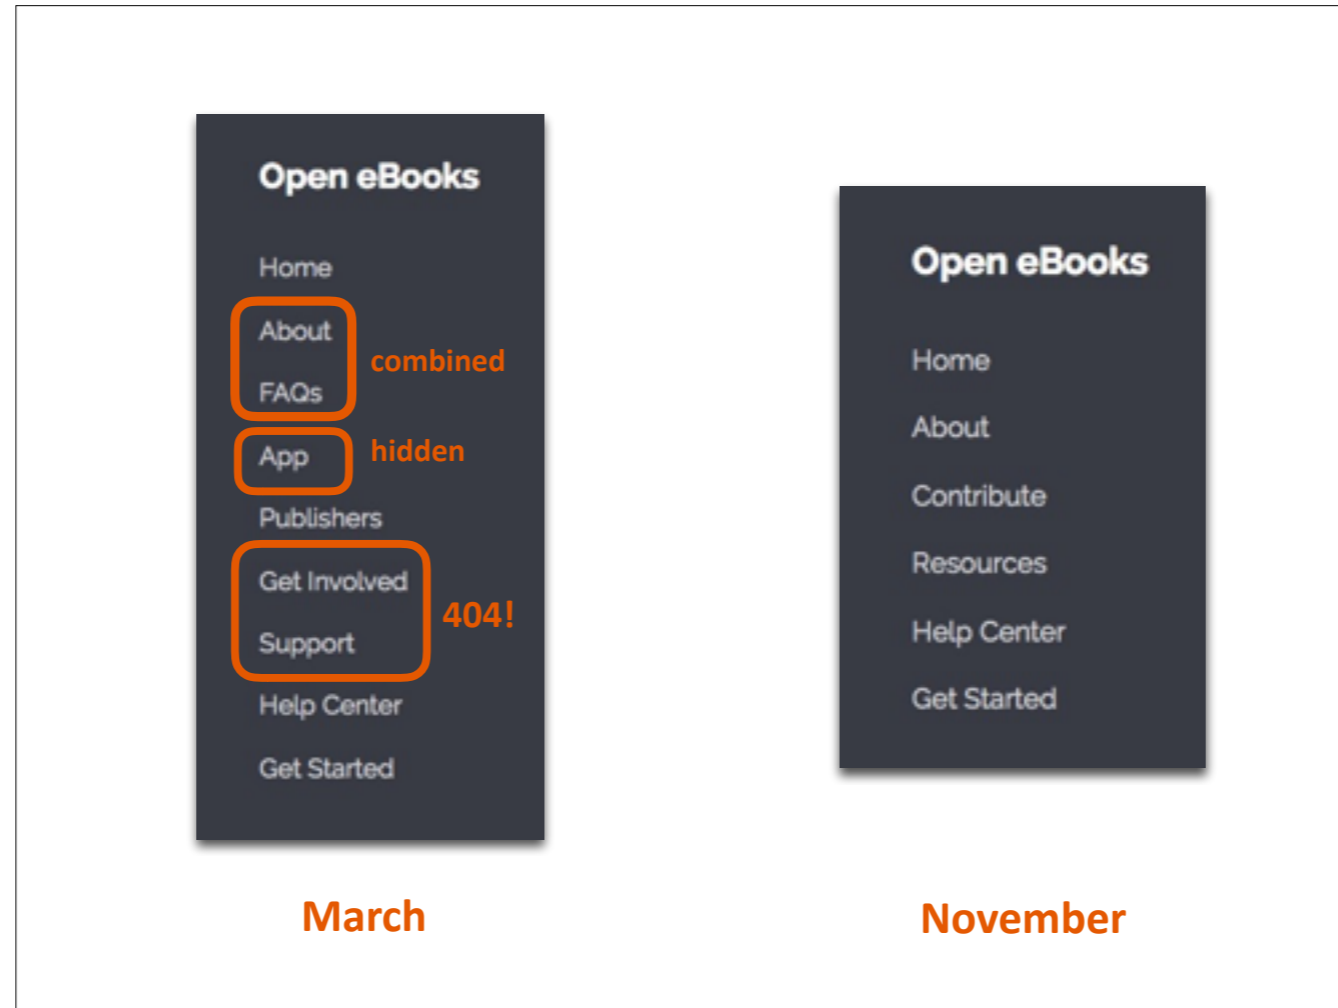 Open eBooks
Home
About
FAQs
combined
App
hidden
Publishers
Get Involved
Support
404!
Help Center
Get Started
March
Open eBooks
Home
About
Contribute
Resources
Help Center
Get Started
November